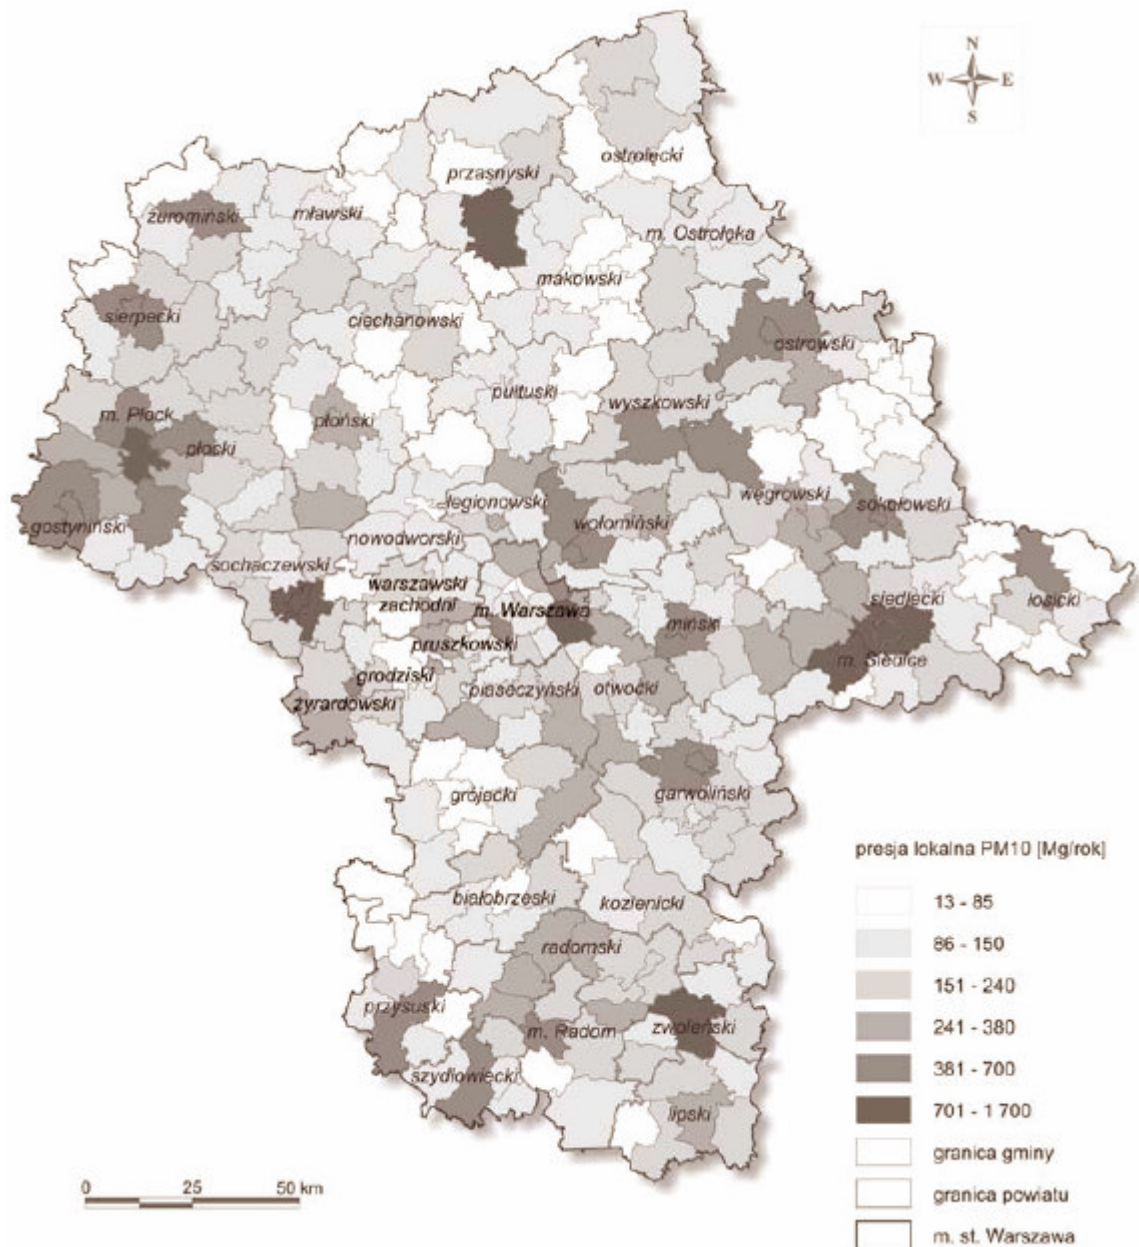 N
W E
S
ostrołęcki
przasnyski
żuromiński
mławski
m. Ostrołęka
makowski
sierpecki
ciechanowski
ostrowski
pułtuski
wyszkowski
m. Płock
płoński
płocki
węgrowski
sokołowski
legionowski
gostyniński
wołomiński
nowodworski
sochaczewski
warszawski
zachodni
m. Warszawa
miński
siedlecki
łosicki
pruszkowski
m. Siedlce
grodziski
piaseczyński
otwocki
żyrardowski
grójecki
garwoliński
presja lokalna PM10 [Mg/rok]
13 - 85
białobrzeski
kozienicki
86 - 150
radomski
151 - 240
przysuski
m. Radom
zwoleński
241 - 380
szydłowiecki
381 - 700
lipski
701 - 1 700
granica gminy
granica powiatu
m. st. Warszawa
0 25 50 km